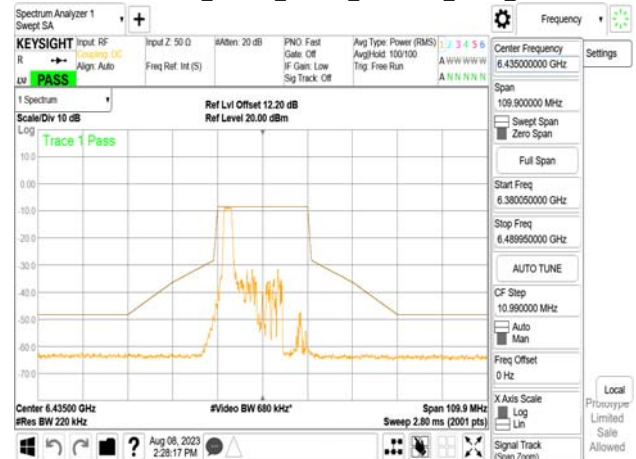 Spectrum Analyzer 1
Swept SA
+
Frequency
KEYSIGHT
R
LV
PASS
Input: RF
Coupling: DC
Align: Auto
Input Z: 50 Ω
Freq Ref: Int (S)
#Atten: 20 dB
PNO: Fast
Gate: Off
IF Gain: Low
Sig Track: Off
Avg Type: Power (RMS)
Avg|Hold: 100/100
Trig: Free Run
1 2 3 4 5 6
A W W W W W
A N N N N N
1 Spectrum
Scale/Div 10 dB
Ref Lvl Offset 12.20 dB
Ref Level 20.00 dBm
Log
Trace 1 Pass
10.0
0.00
-10.0
-20.0
-30.0
-40.0
-50.0
-60.0
-70.0
Center 6.43500 GHz
#Res BW 220 kHz
#Video BW 680 kHz*
Span 109.9 MHz
Sweep 2.80 ms (2001 pts)
Center Frequency
6.435000000 GHz
Settings
Span
109.900000 MHz
Swept Span
Zero Span
Full Span
Start Freq
6.380050000 GHz
Stop Freq
6.489950000 GHz
AUTO TUNE
CF Step
10.990000 MHz
Auto
Man
Freq Offset
0 Hz
X Axis Scale
Log
Lin
Signal Track
(Span Zoom)
Local
Prototype
Limited
Sale
Allowed
?
Aug 08, 2023
2:28:17 PM